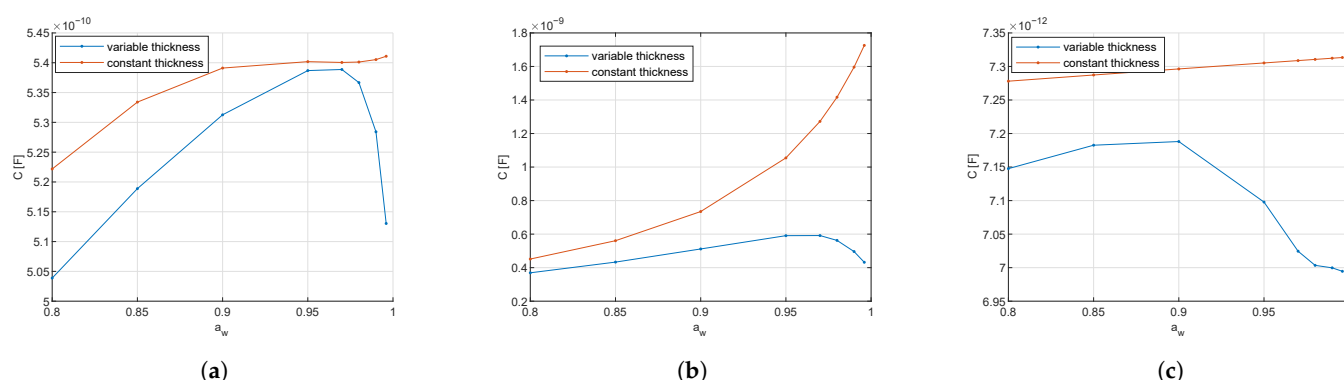 ×10⁻¹⁰
5.45
5.4
5.35
5.3
5.25
5.2
5.15
5.1
5.05
5
C [F]
variable thickness
constant thickness
0.8 0.85 0.9 0.95 1
a_w
(a)
×10⁻⁹
1.8
1.6
1.4
1.2
1
0.8
0.6
0.4
0.2
C [F]
variable thickness
constant thickness
0.8 0.85 0.9 0.95 1
a_w
(b)
×10⁻¹²
7.35
7.3
7.25
7.2
7.15
7.1
7.05
7
6.95
C [F]
variable thickness
constant thickness
0.8 0.85 0.9 0.95
a_w
(c)